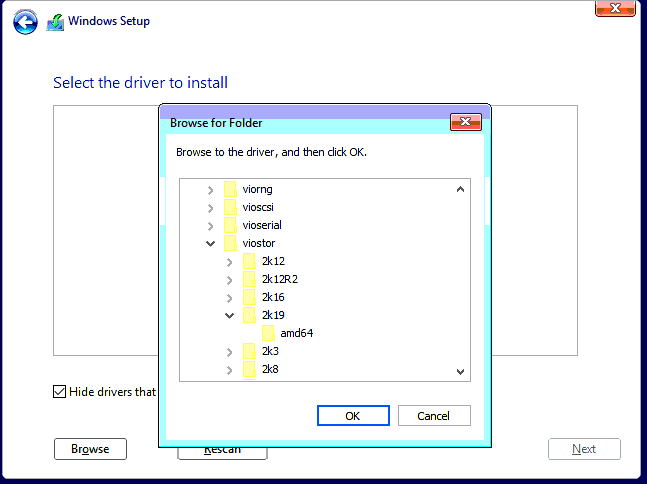 Windows Setup
Select the driver to install
Browse for Folder
Browse to the driver, and then click OK.
viorng
vioscsi
vioserial
viostor
2k12
2k12R2
2k16
2k19
amd64
2k3
2k8
OK
Cancel
Hide drivers that
Browse
Rescan
Next